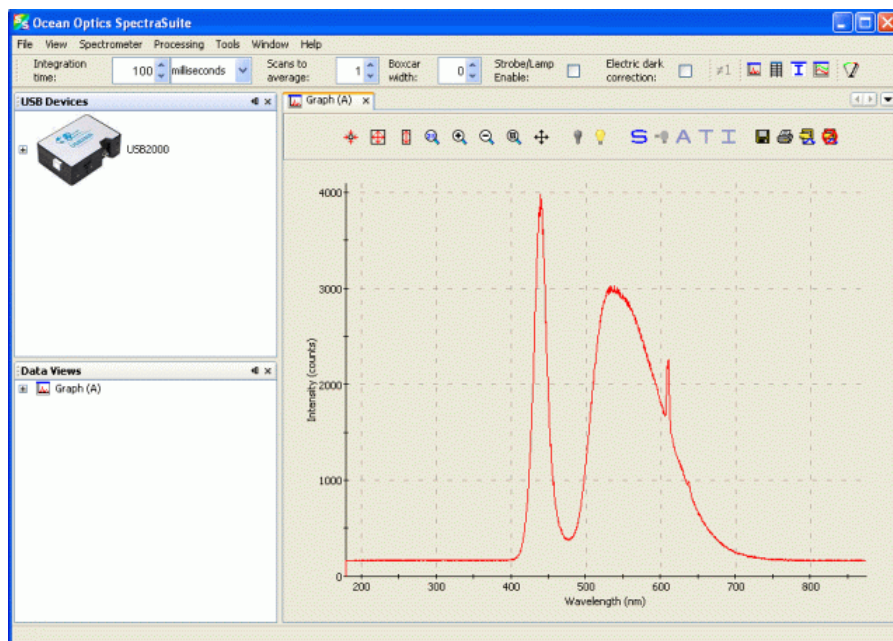 Ocean Optics SpectraSuite
File View Spectrometer Processing Tools Window Help
Integration time: 100 miliseconds Scans to average: 1 Boxcar width: 0 Strobe/Lamp Enable: Electric dark correction: ≠1
USB Devices
Graph (A)
USB2000
S A T I
Data Views
Graph (A)
Intensity (counts)
4000
3000
2000
1000
0
200 300 400 500 600 700 800
Wavelength (nm)